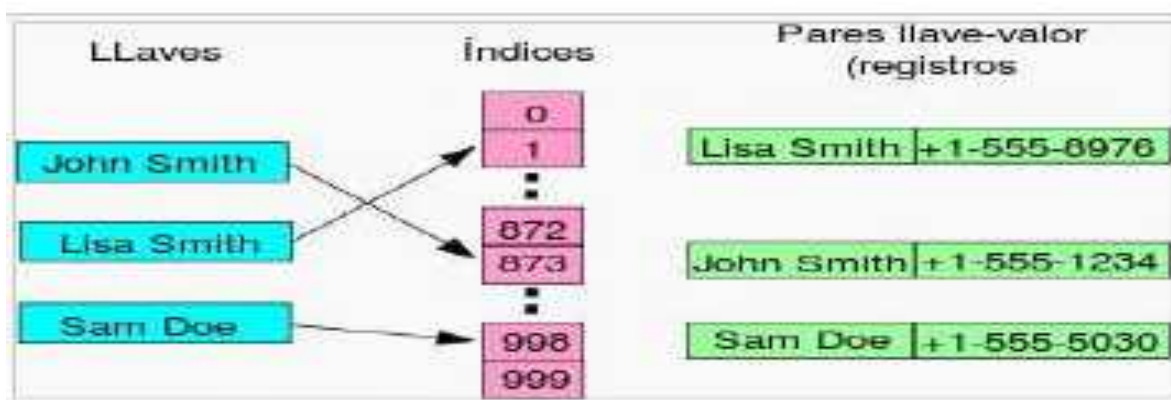 LLaves
Índices
Pares llave-valor
(registros
John Smith
Lisa Smith
Sam Doe
0
1
872
873
998
999
Lisa Smith +1-555-8976
John Smith +1-555-1234
Sam Doe +1-555-5030